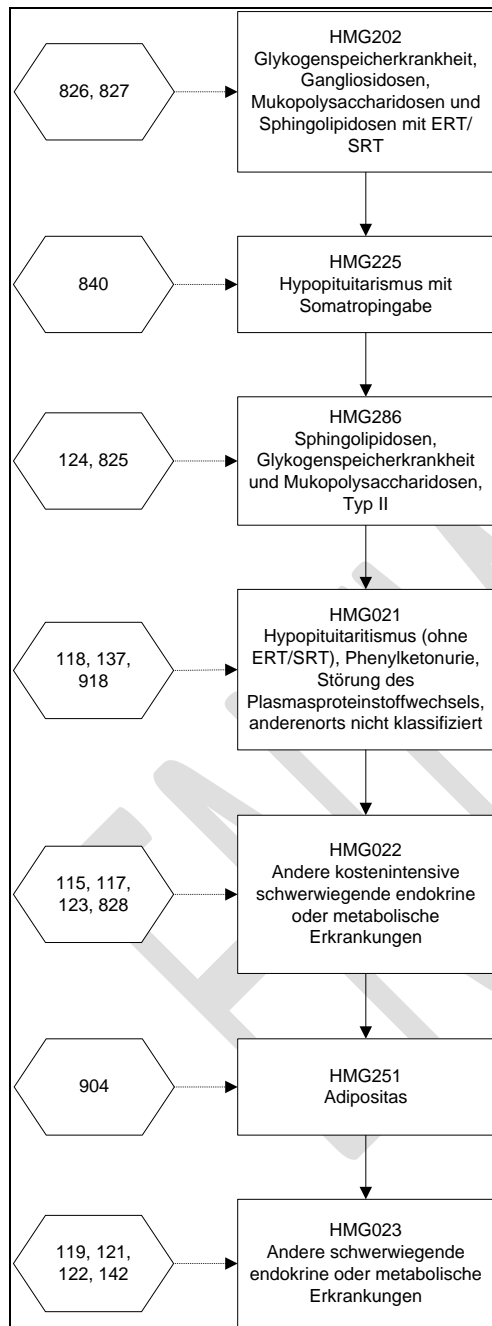 826, 827
HMG202
Glykogenspeicherkrankheit,
Gangliosidosen,
Mukopolysaccharidosen und
Sphingolipidosen mit ERT/
SRT
840
HMG225
Hypopituitarismus mit
Somatropingabe
124, 825
HMG286
Sphingolipidosen,
Glykogenspeicherkrankheit
und Mukopolysaccharidosen,
Typ II
118, 137,
918
HMG021
Hypopituitaritismus (ohne
ERT/SRT), Phenylketonurie,
Störung des
Plasmaproteinstoffwechsels,
anderenorts nicht klassifiziert
115, 117,
123, 828
HMG022
Andere kostenintensive
schwerwiegende endokrine
oder metabolische
Erkrankungen
904
HMG251
Adipositas
119, 121,
122, 142
HMG023
Andere schwerwiegende
endokrine oder metabolische
Erkrankungen